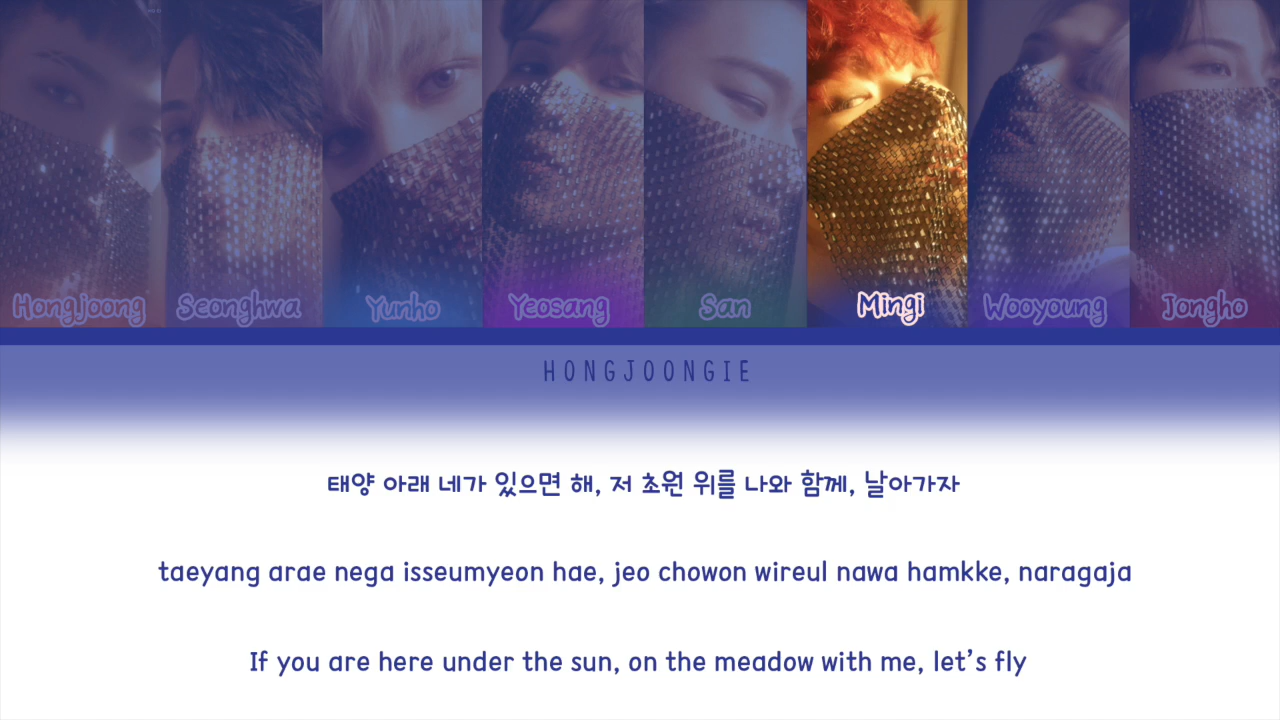 Hongjoong Seonghwa Yunho Yeosang San Mingi Wooyoung Jongho
HONGJOONGIE
태양 아래 네가 있으면 해, 저 초원 위를 나와 함께, 날아가자
taeyang arae nega isseumyeon hae, jeo chowon wireul nawa hamkke, naragaja
If you are here under the sun, on the meadow with me, let's fly